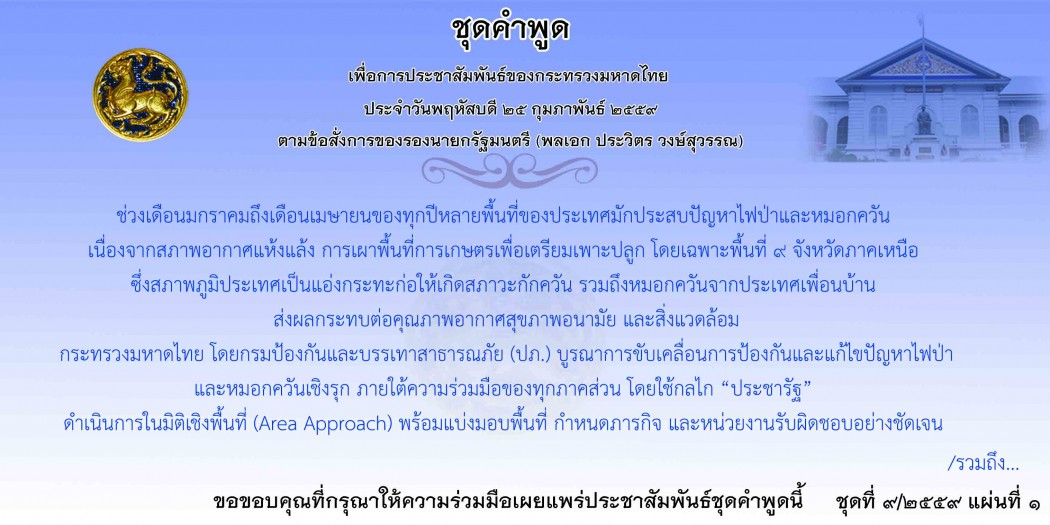 ชุดคำพูด
เพื่อการประชาสัมพันธ์ของกระทรวงมหาดไทย
ประจำวันพฤหัสบดี ๒๕ กุมภาพันธ์ ๒๕๕๙
ตามข้อสั่งการของรองนายกรัฐมนตรี (พลเอก ประวิตร วงษ์สุวรรณ)
ช่วงเดือนมกราคมถึงเดือนเมษายนของทุกปีหลายพื้นที่ของประเทศมักประสบปัญหาไฟป่าและหมอกควัน
เนื่องจากสภาพอากาศแห้งแล้ง การเผาพื้นที่การเกษตรเพื่อเตรียมเพาะปลูก โดยเฉพาะพื้นที่ ๙ จังหวัดภาคเหนือ
ซึ่งสภาพภูมิประเทศเป็นแอ่งกระทะก่อให้เกิดสภาวะกักควัน รวมถึงหมอกควันจากประเทศเพื่อนบ้าน
ส่งผลกระทบต่อคุณภาพอากาศสุขภาพอนามัย และสิ่งแวดล้อม
กระทรวงมหาดไทย โดยกรมป้องกันและบรรเทาสาธารณภัย (ปภ.) บูรณาการขับเคลื่อนการป้องกันและแก้ไขปัญหาไฟป่า
และหมอกควันเชิงรุก ภายใต้ความร่วมมือของทุกภาคส่วน โดยใช้กลไก “ประชารัฐ”
ดำเนินการในมิติเชิงพื้นที่ (Area Approach) พร้อมแบ่งมอบพื้นที่ กำหนดภารกิจ และหน่วยงานรับผิดชอบอย่างชัดเจน
/รวมถึง...
ขอขอบคุณที่กรุณาให้ความร่วมมือเผยแพร่ประชาสัมพันธ์ชุดคำพูดนี้ ชุดที่ ๙/๒๕๕๙ แผ่นที่ ๑